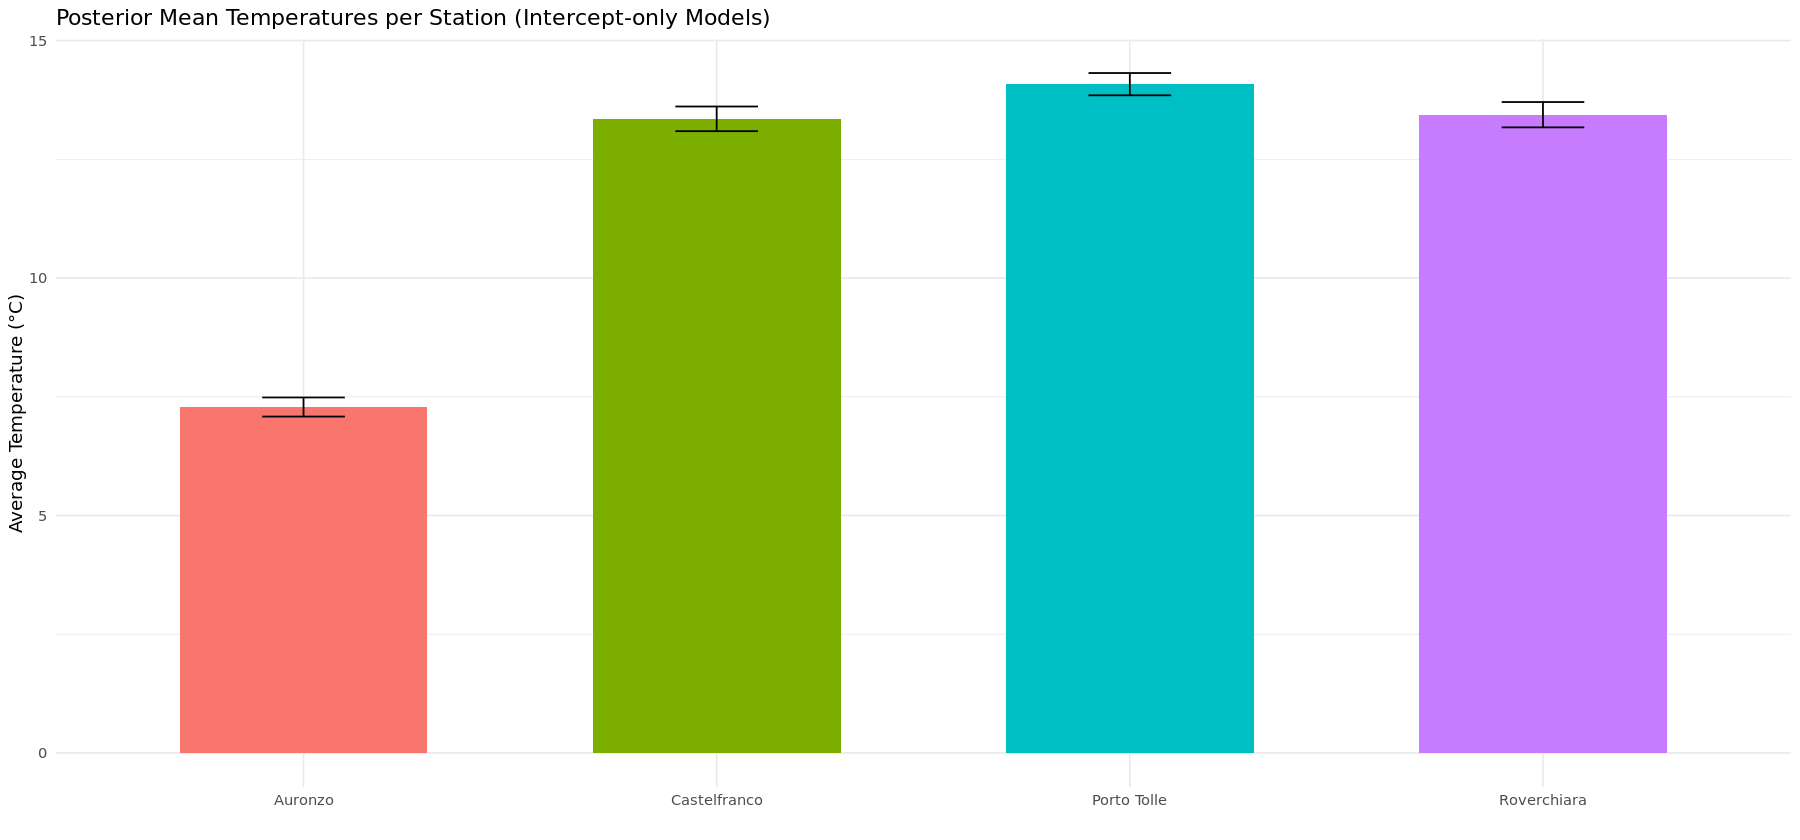 Posterior Mean Temperatures per Station (Intercept-only Models)
Average Temperature (°C)
15
10
5
0
Auronzo
Castelfranco
Porto Tolle
Roverchiara